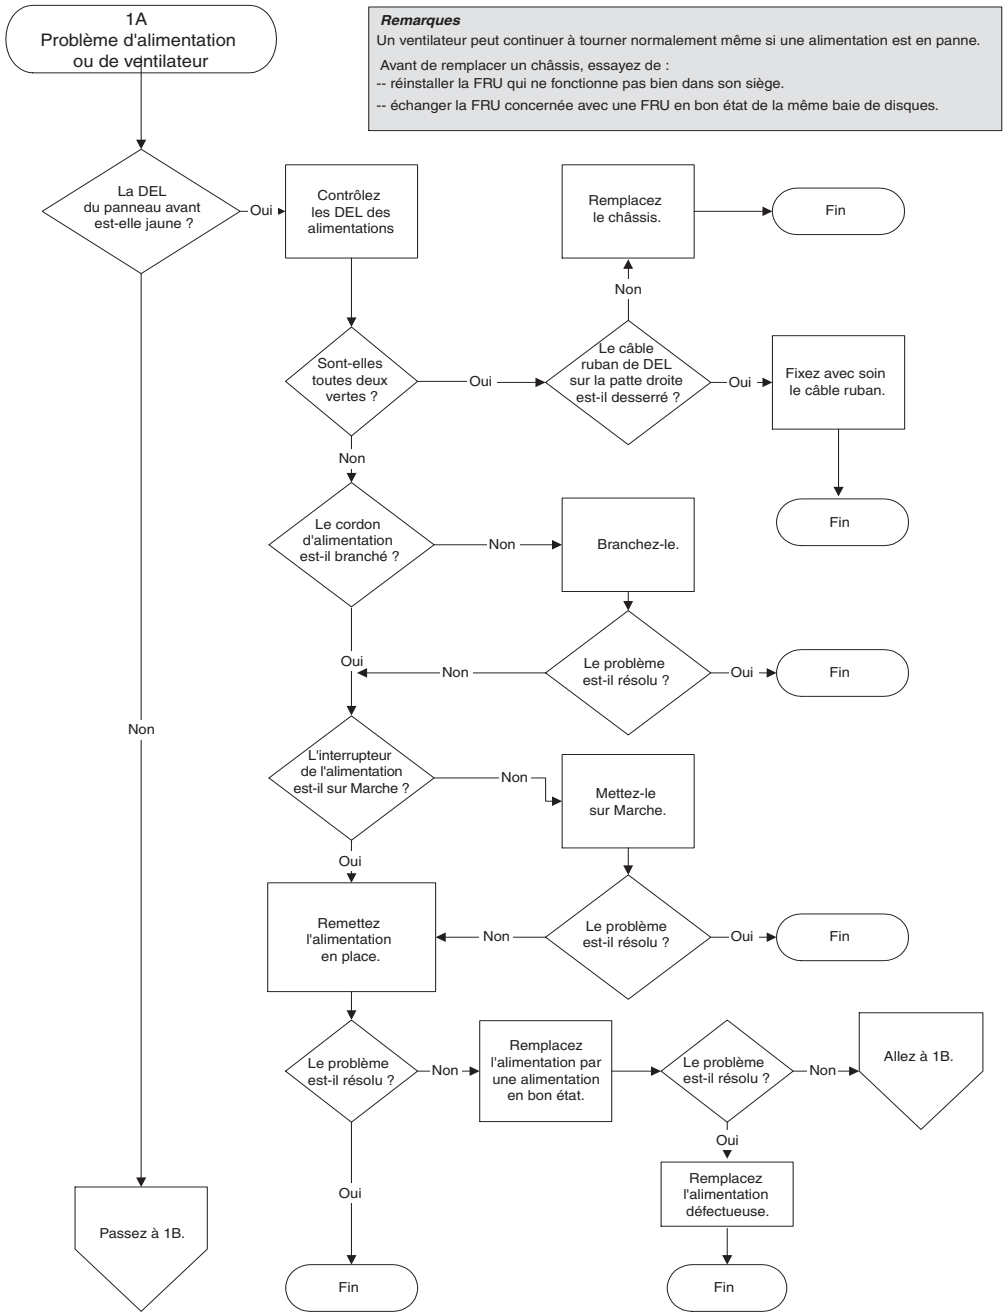 1A
Problème d'alimentation
ou de ventilateur
Remarques
Un ventilateur peut continuer à tourner normalement même si une alimentation est en panne.
Avant de remplacer un châssis, essayez de :
-- réinstaller la FRU qui ne fonctionne pas bien dans son siège.
-- échanger la FRU concernée avec une FRU en bon état de la même baie de disques.
La DEL
du panneau avant
est-elle jaune ?
Oui
Contrôlez
les DEL des
alimentations
Remplacez
le châssis.
Fin
Non
Sont-elles
toutes deux
vertes ?
Oui
Le câble
ruban de DEL
sur la patte droite
est-il desserré ?
Oui
Fixez avec soin
le câble ruban.
Non
Fin
Le cordon
d'alimentation
est-il branché ?
Non
Branchez-le.
Oui
Non
Le problème
est-il résolu ?
Oui
Fin
Non
L'interrupteur
de l'alimentation
est-il sur Marche ?
Non
Mettez-le
sur Marche.
Oui
Remettez
l'alimentation
en place.
Non
Le problème
est-il résolu ?
Oui
Fin
Le problème
est-il résolu ?
Non
Remplacez
l'alimentation par
une alimentation
en bon état.
Le problème
est-il résolu ?
Non
Allez à 1B.
Oui
Oui
Remplacez
l'alimentation
défectueuse.
Passez à 1B.
Fin
Fin